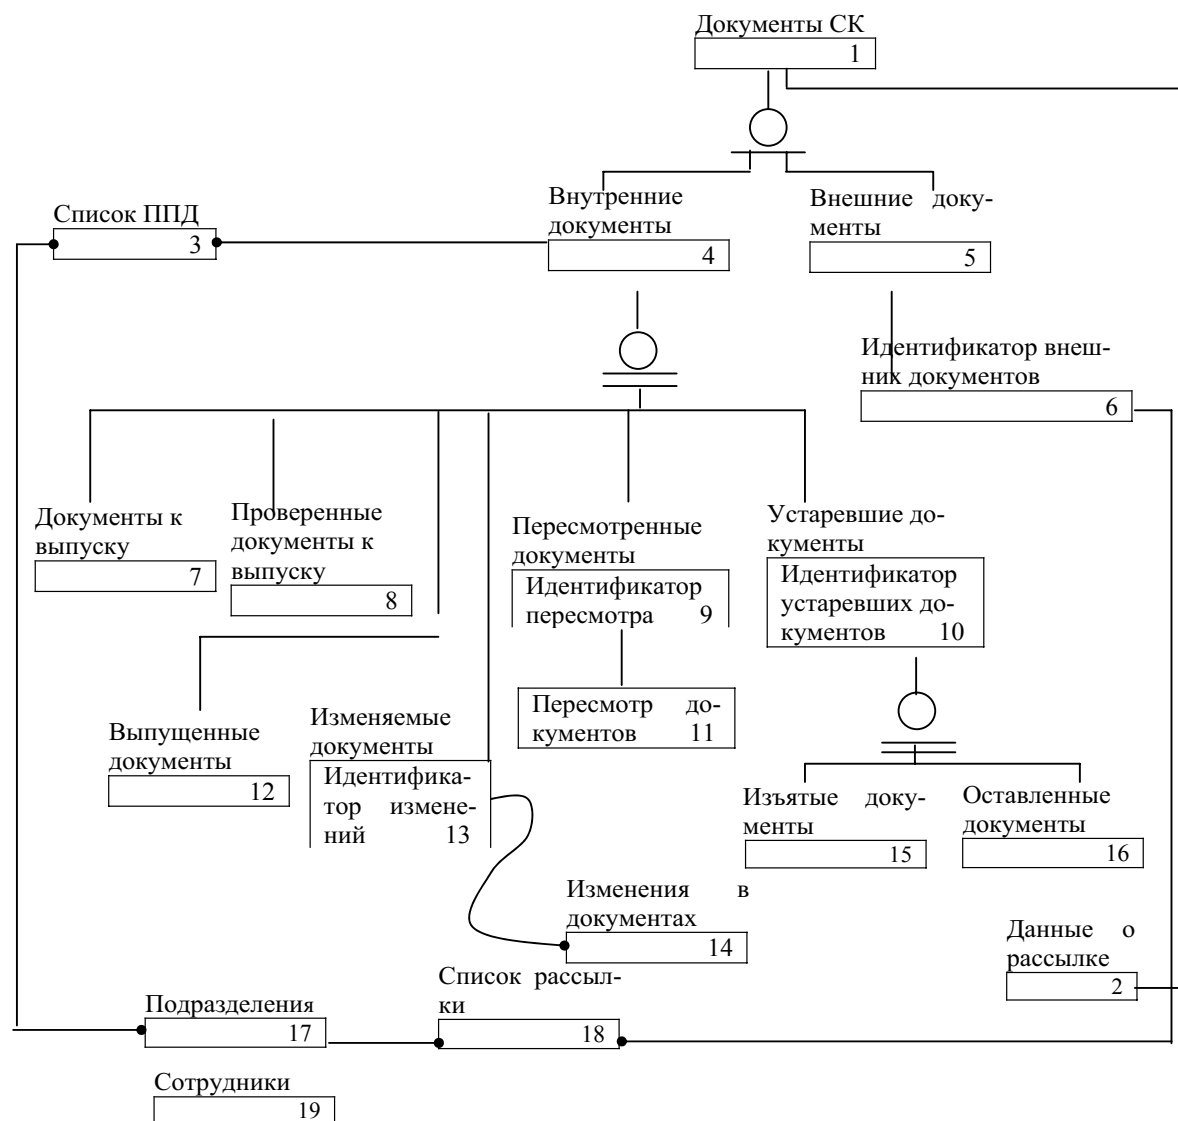 Документы СК
1
Внутренние
документы
4
Внешние доку-
менты
5
Список ППД
3
Идентификатор внеш-
них документов
6
Документы к
выпуску
7
Проверенные
документы к
выпуску
8
Пересмотренные
документы
Идентификатор
пересмотра 9
Устаревшие до-
кументы
Идентификатор
устаревших до-
кументов 10
Пересмотр до-
кументов 11
Выпущенные
документы
12
Изменяемые
документы
Идентифика-
тор измене-
ний 13
Изъятые доку-
менты
15
Оставленные
документы
16
Изменения в
документах
14
Данные о
рассылке
2
Список рассыл-
ки
18
Подразделения
17
Сотрудники
19